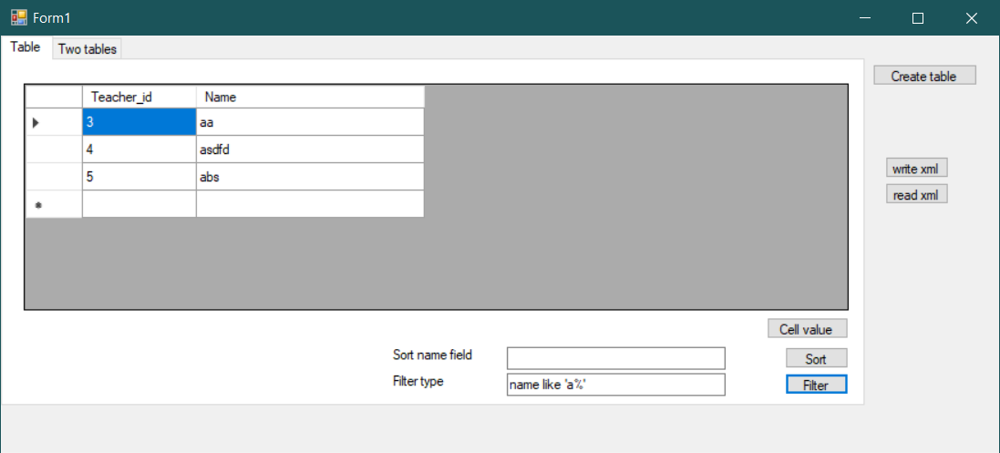 Form1
Table Two tables
Create table
Teacher_id Name
3 aa
4 asdfd
5 abs
write xml
read xml
Cell value
Sort name field Sort
Filter type name like 'a%' Filter